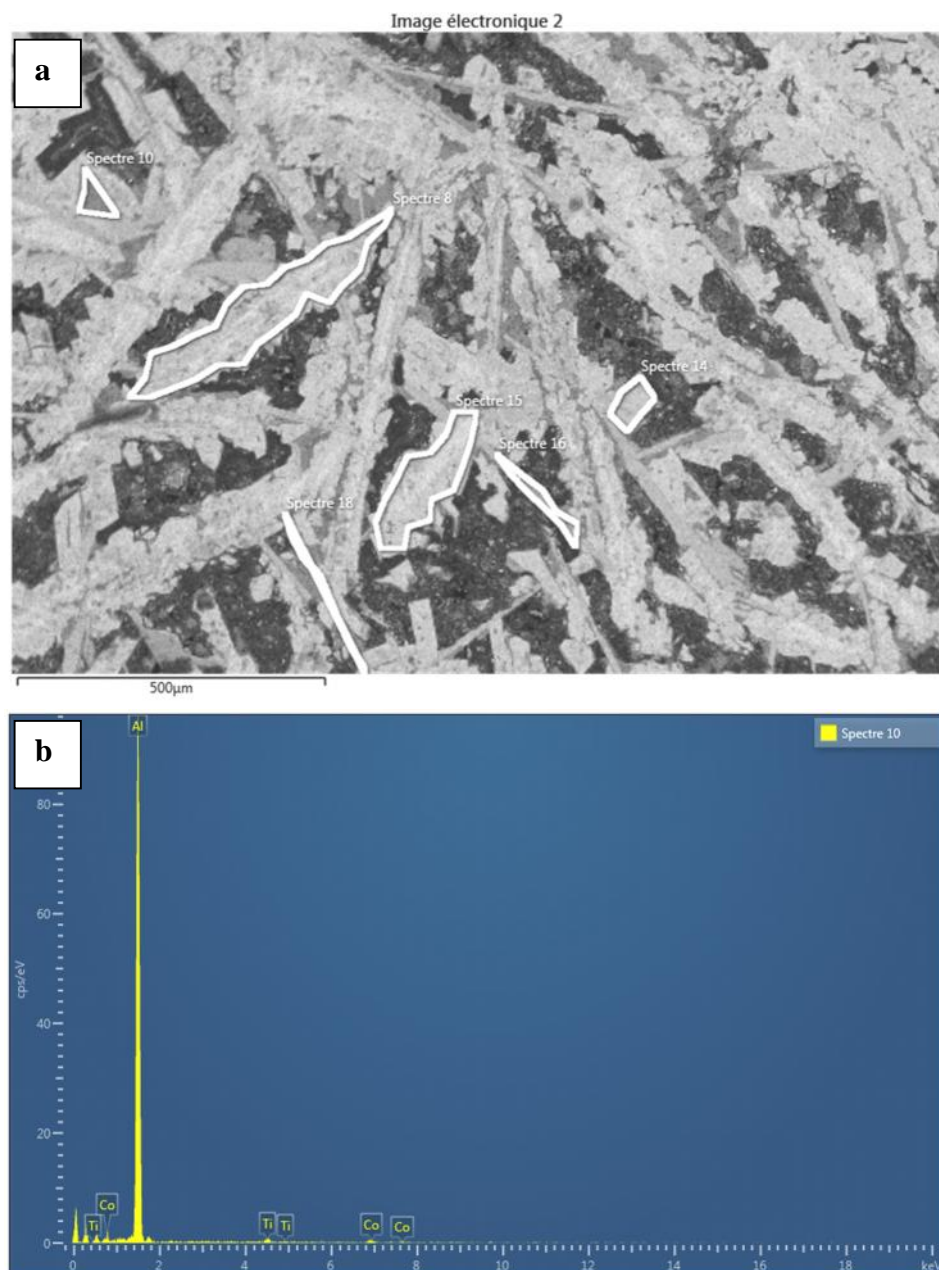 Image électronique 2
a
Spectre 10
Spectre 8
Spectre 14
Spectre 15
Spectre 16
Spectre 18
500µm
b
Al
Spectre 10
80
60
cps/eV
40
20
Co
Ti
Ti
Ti
Co
Co
0
0 2 4 6 8 10 12 14 16 18 keV